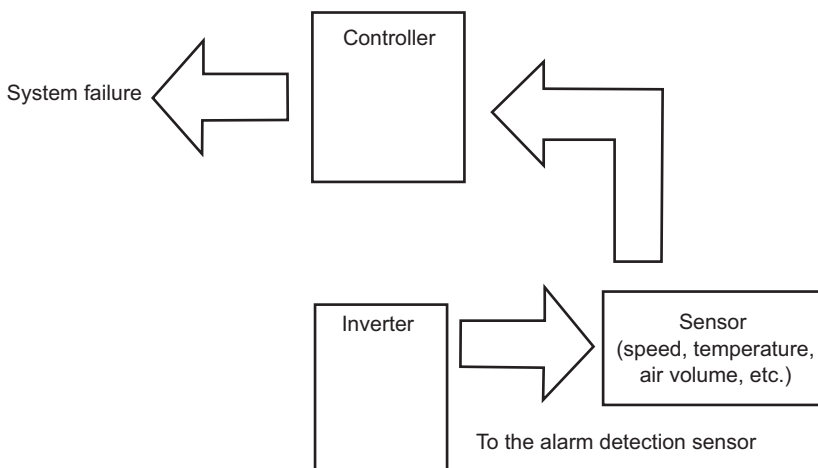 Controller
System failure
Inverter
Sensor
(speed, temperature,
air volume, etc.)
To the alarm detection sensor